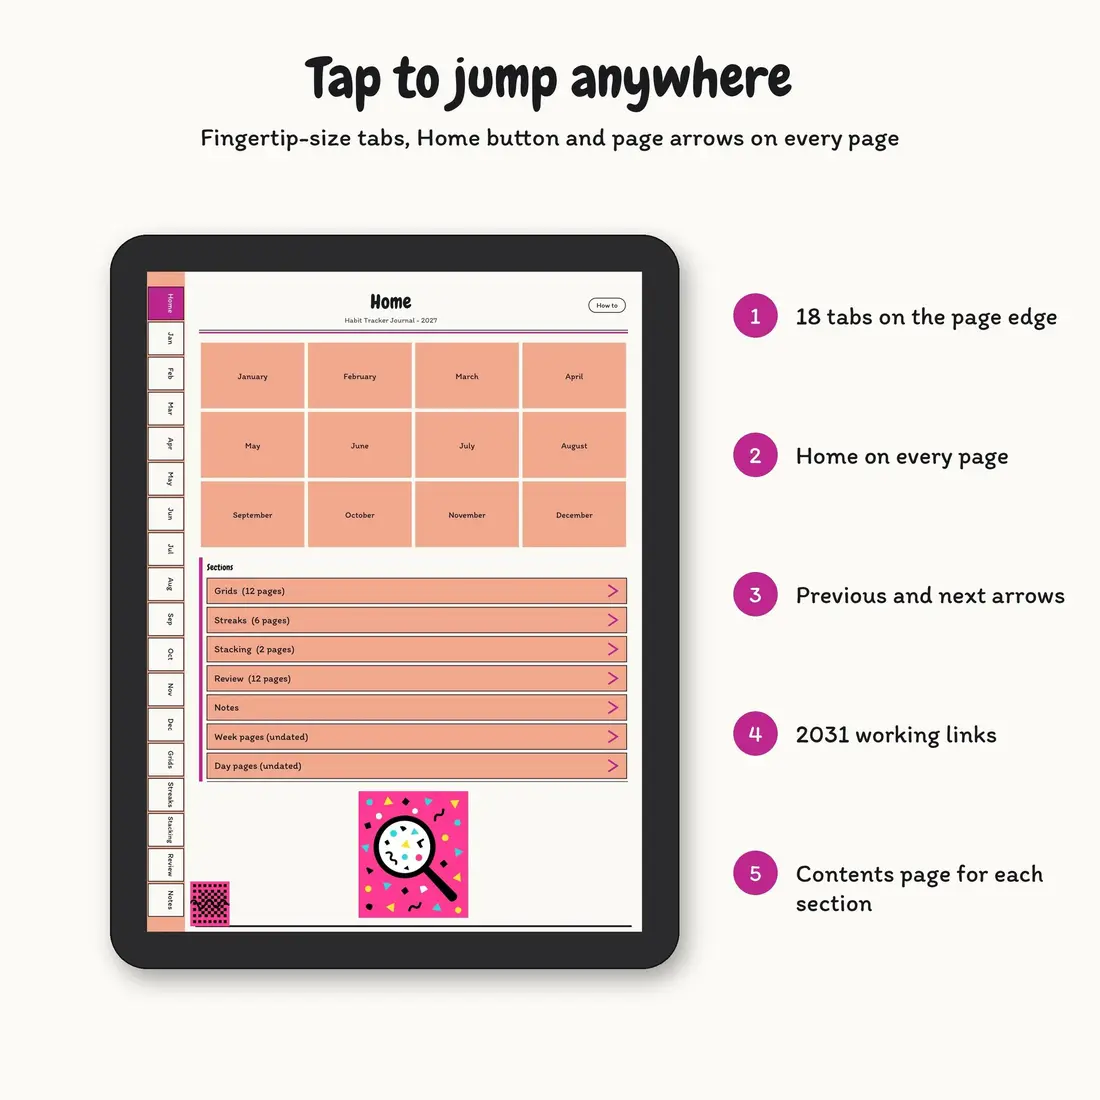 Tap to jump anywhere
Fingertip-size tabs, Home button and page arrows on every page
Home
Jan
Feb
Mar
Apr
May
Jun
Jul
Aug
Sep
Oct
Nov
Dec
Grids
Streaks
Stacking
Review
Notes
Home
How to
Habit Tracker Journal - 2027
January February March April
May June July August
September October November December
Sections
Grids (12 pages)
Streaks (6 pages)
Stacking (2 pages)
Review (12 pages)
Notes
Week pages (undated)
Day pages (undated)
1 18 tabs on the page edge
2 Home on every page
3 Previous and next arrows
4 2031 working links
5 Contents page for each
section